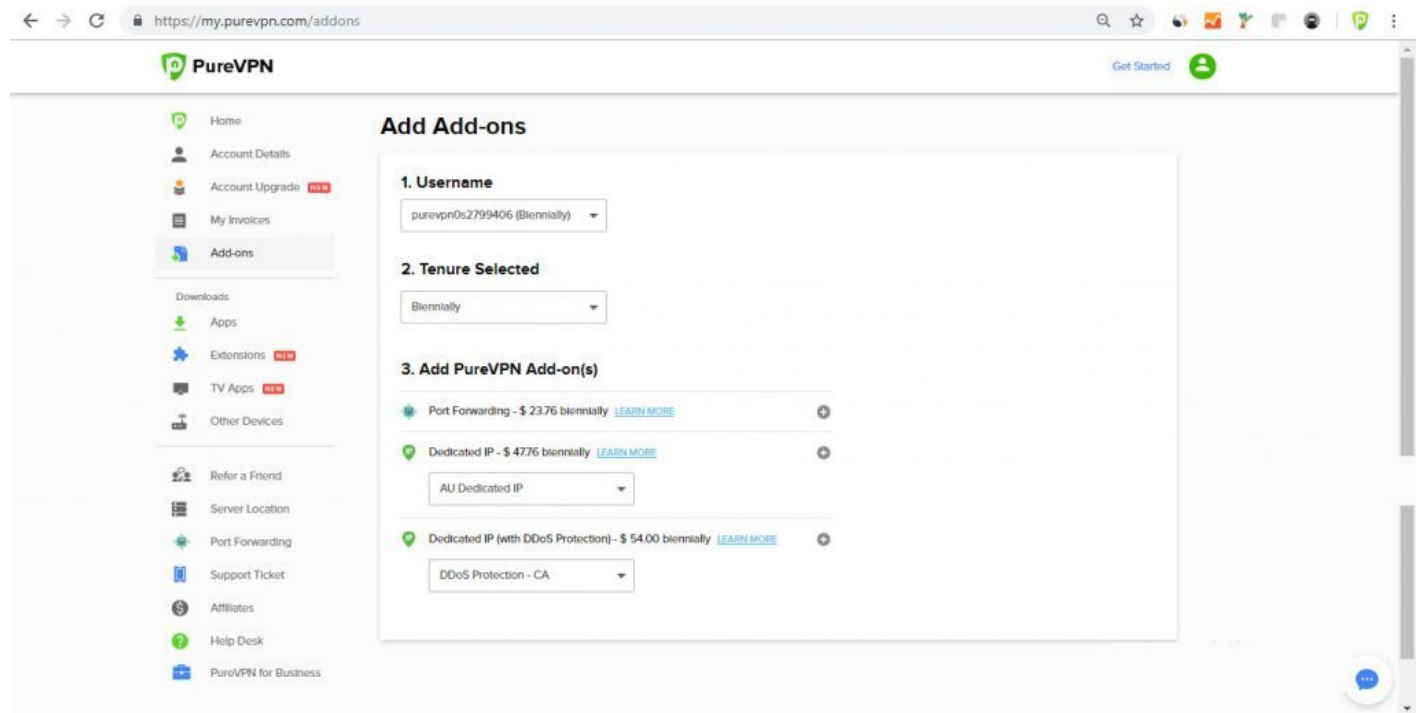 https://my.purevpn.com/addons
PureVPN
Get Started
Home
Account Details
Account Upgrade NEW
My Invoices
Add-ons
Downloads
Apps
Extensions NEW
TV Apps NEW
Other Devices
Refer a Friend
Server Location
Port Forwarding
Support Ticket
Affiliates
Help Desk
PureVPN for Business
Add Add-ons
1. Username
purevpn0s2799406 (Biennially)
2. Tenure Selected
Biennially
3. Add PureVPN Add-on(s)
Port Forwarding - $ 23.76 biennially LEARN MORE
Dedicated IP - $ 47.76 biennially LEARN MORE
AU Dedicated IP
Dedicated IP (with DDoS Protection) - $ 54.00 biennially LEARN MORE
DDoS Protection - CA